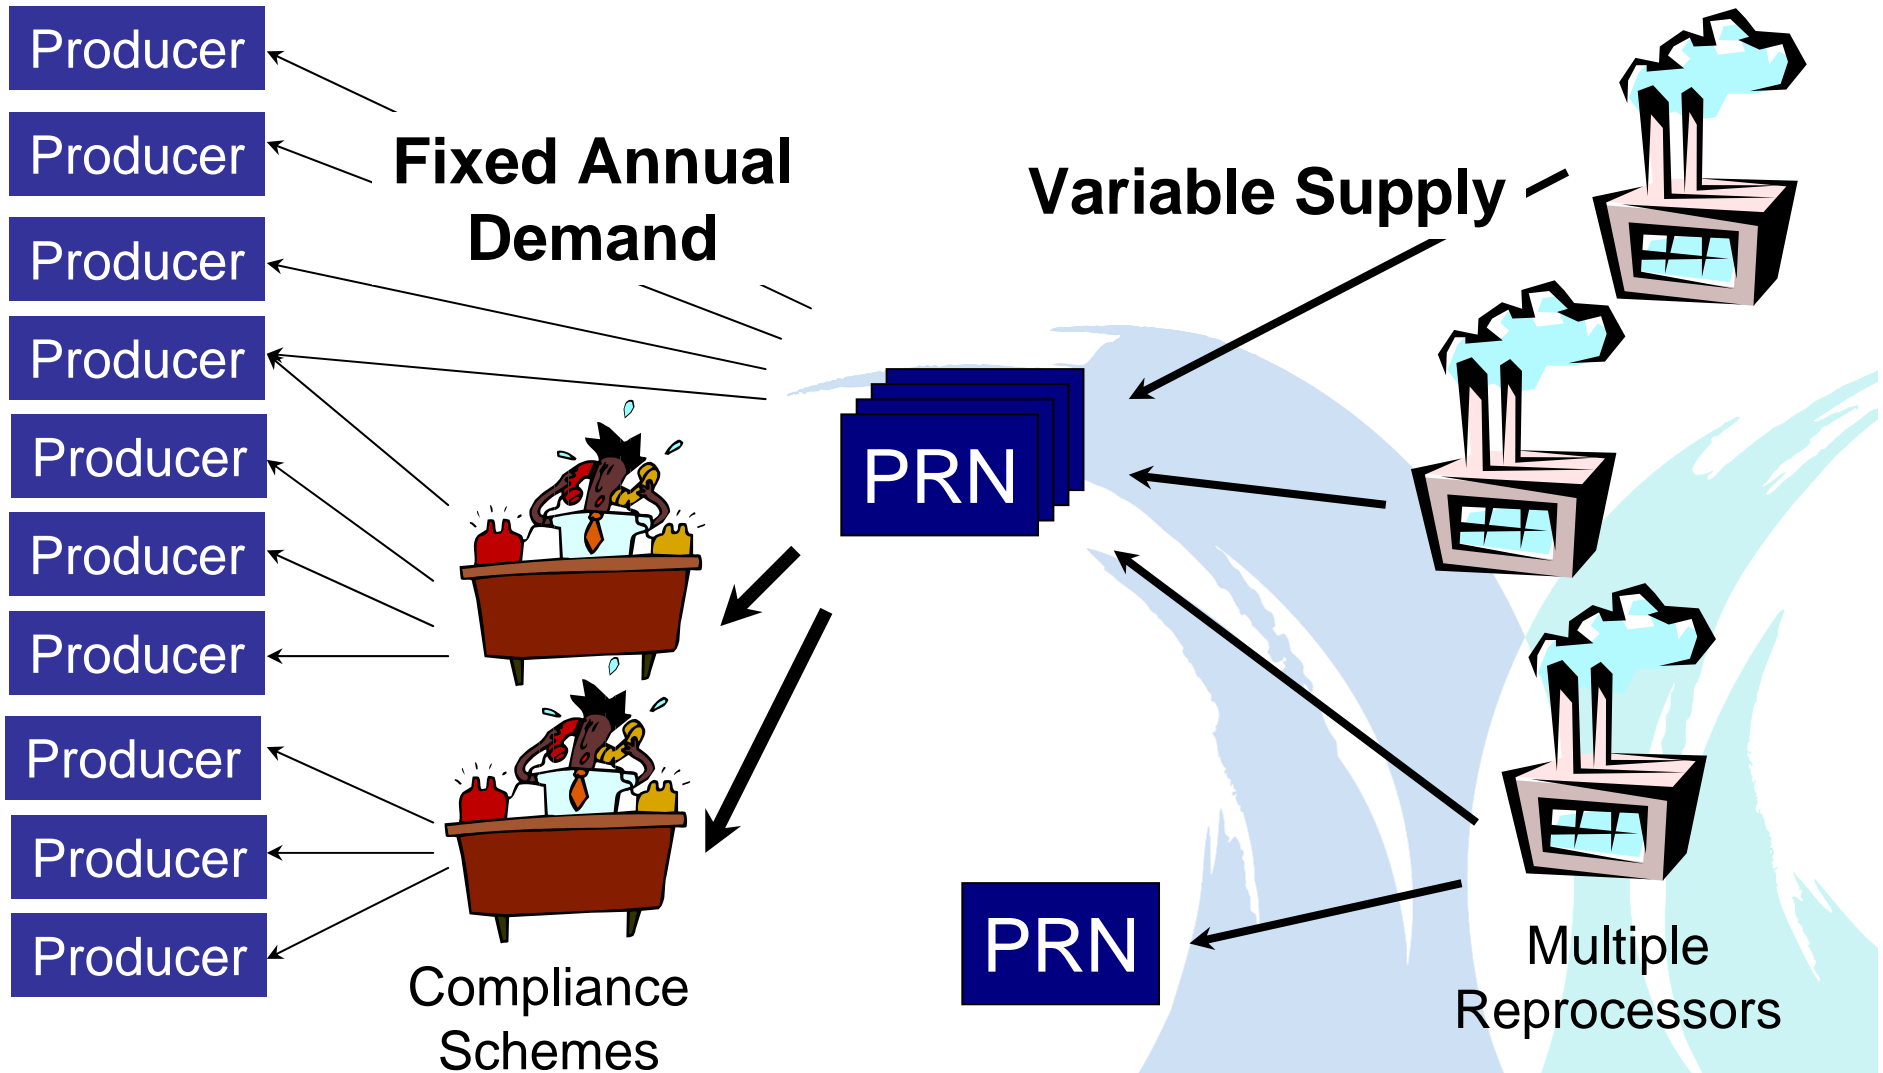 Producer
Producer
Producer
Producer
Producer
Producer
Producer
Producer
Producer
Producer
Fixed Annual
Demand
Variable Supply
PRN
PRN
Compliance
Schemes
Multiple
Reprocessors